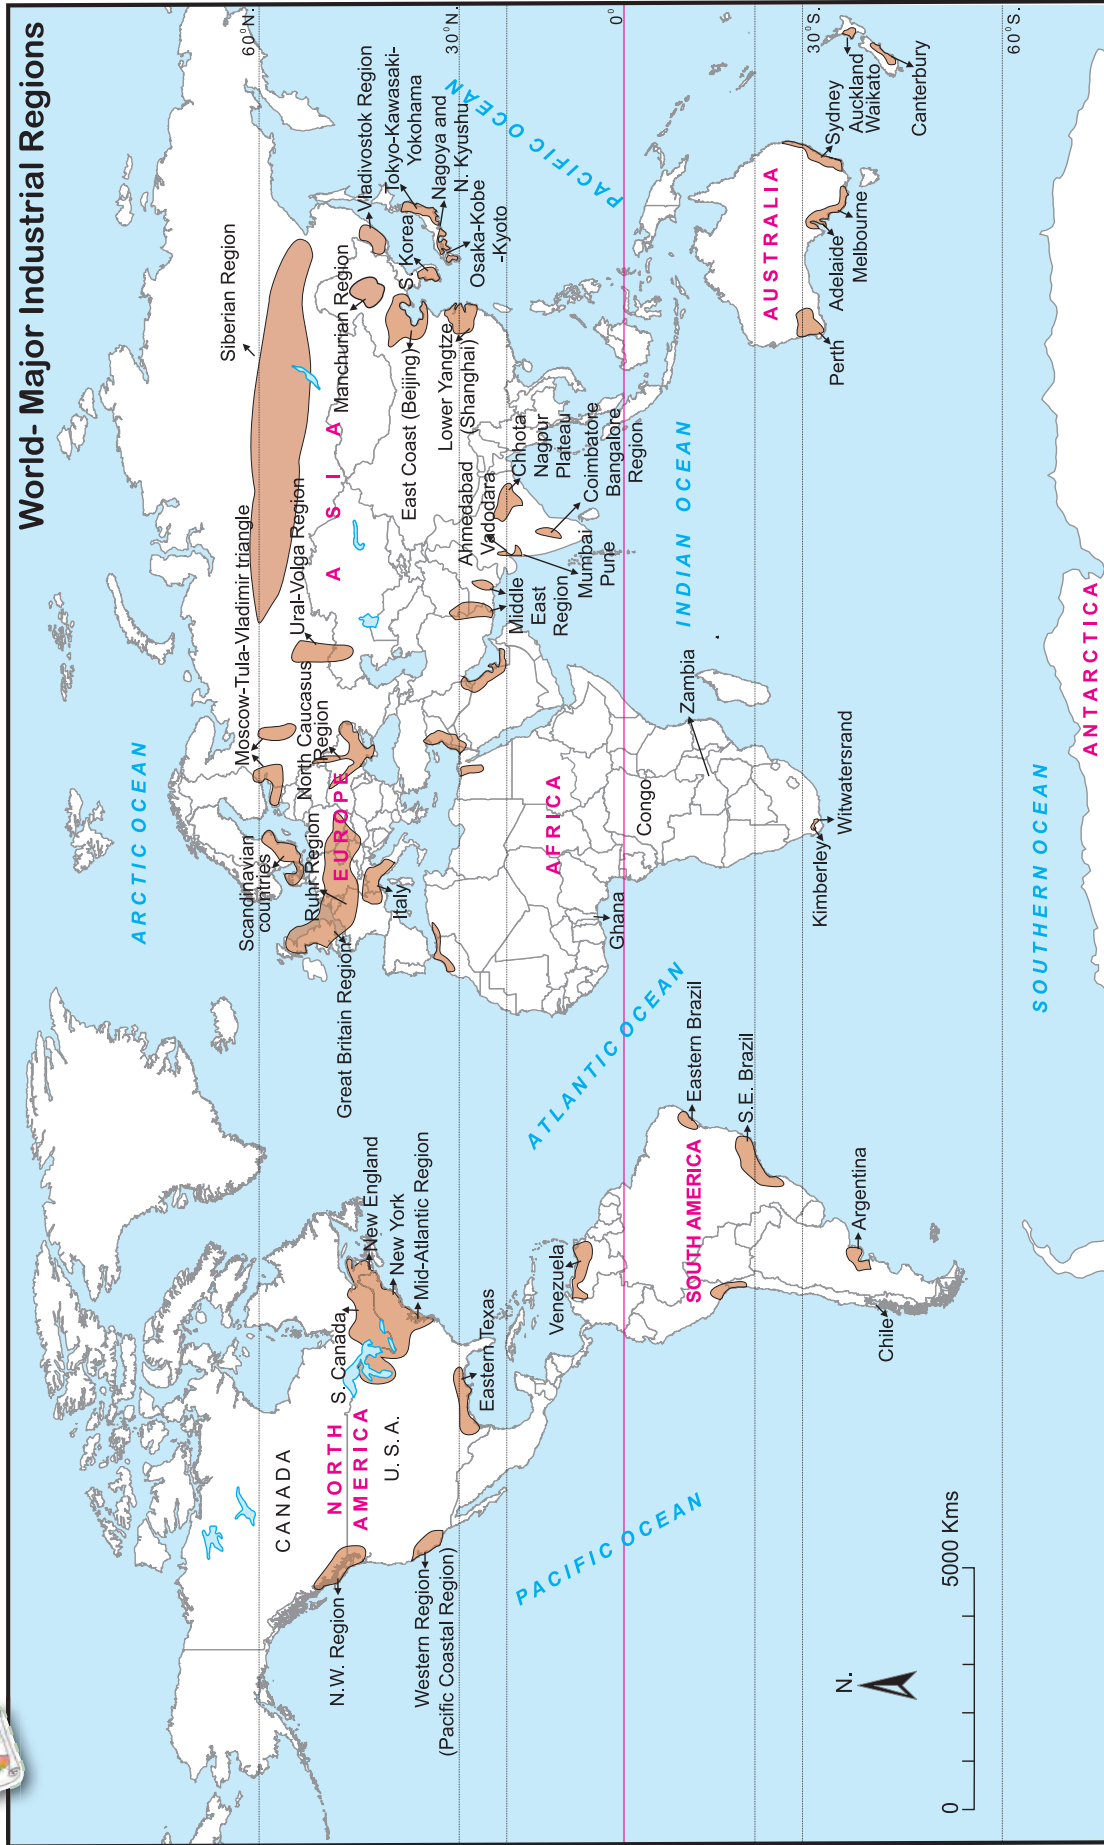 World- Major Industrial Regions
60°N.
30°N.
0°
30°S.
60°S.
ARCTIC OCEAN
PACIFIC OCEAN
ATLANTIC OCEAN
PACIFIC OCEAN
INDIAN OCEAN
SOUTHERN OCEAN
NORTH
AMERICA
CANADA
U. S. A.
N.W. Region
Western Region
(Pacific Coastal Region)
S. Canada
New England
New York
Mid-Atlantic Region
Eastern Texas
SOUTH AMERICA
Venezuela
Eastern Brazil
S.E. Brazil
Argentina
Chile
EUROPE
Great Britain Region
Scandinavian
countries
Ruhr Region
Italy
North Caucasus
Region
Moscow-Tula-Vladimir triangle
Ural-Volga Region
AFRICA
Ghana
Congo
Zambia
Kimberley
Witwatersrand
ASIA
Siberian Region
Manchurian Region
Vladivostok Region
Tokyo-Kawasaki-
Yokohama
Nagoya and
N. Kyushu
Osaka-Kobe
-Kyoto
S. Korea
East Coast (Beijing)
Lower Yangtze
(Shanghai)
Ahmedabad
Vadodara
Chhota
Nagpur
Plateau
Coimbatore
Bangalore
Region
Mumbai
Pune
Middle
East
Region
AUSTRALIA
Perth
Adelaide
Melbourne
Sydney
Auckland
Waikato
Canterbury
ANTARCTICA
N.
0
5000 Kms